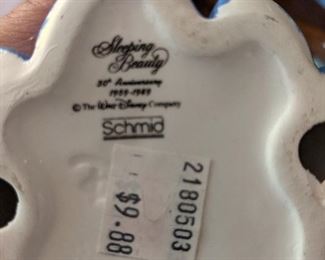 Sleeping
Beauty
30th Anniversary
1959-1989
© The Walt Disney Company
Schmid
$9.88
2180503